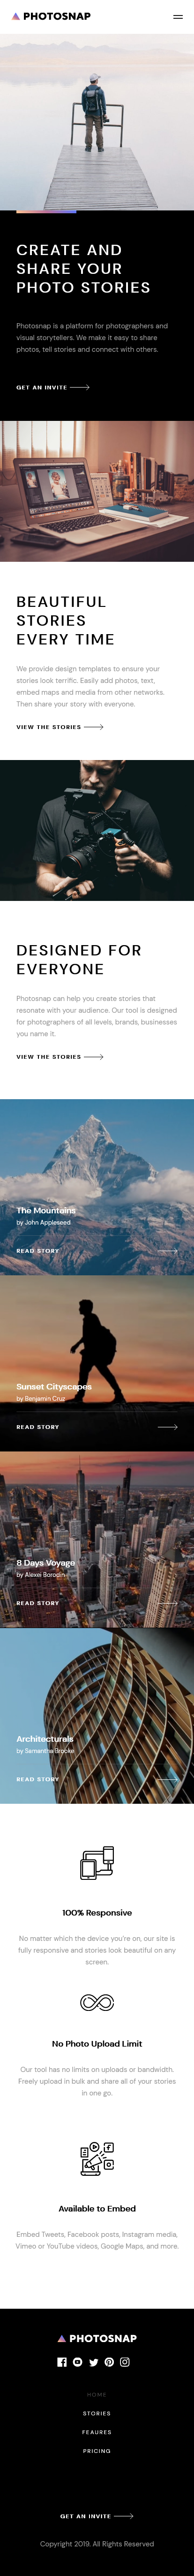 PHOTOSNAP
CREATE AND
SHARE YOUR
PHOTO STORIES
Photosnap is a platform for photographers and
visual storytellers. We make it easy to share
photos, tell stories and connect with others.
GET AN INVITE
BEAUTIFUL
STORIES
EVERY TIME
We provide design templates to ensure your
stories look terrific. Easily add photos, text,
embed maps and media from other networks.
Then share your story with everyone.
VIEW THE STORIES
DESIGNED FOR
EVERYONE
Photosnap can help you create stories that
resonate with your audience. Our tool is designed
for photographers of all levels, brands, businesses
you name it.
VIEW THE STORIES
The Mountains
by John Appleseed
READ STORY
Sunset Cityscapes
by Benjamin Cruz
READ STORY
8 Days Voyage
by Alexei Borodin
READ STORY
Architecturals
by Samantha Brooke
READ STORY
100% Responsive
No matter which the device you're on, our site is
fully responsive and stories look beautiful on any
screen.
No Photo Upload Limit
Our tool has no limits on uploads or bandwidth.
Freely upload in bulk and share all of your stories
in one go.
Available to Embed
Embed Tweets, Facebook posts, Instagram media,
Vimeo or YouTube videos, Google Maps, and more.
PHOTOSNAP
HOME
STORIES
FEAURES
PRICING
GET AN INVITE
Copyright 2019. All Rights Reserved